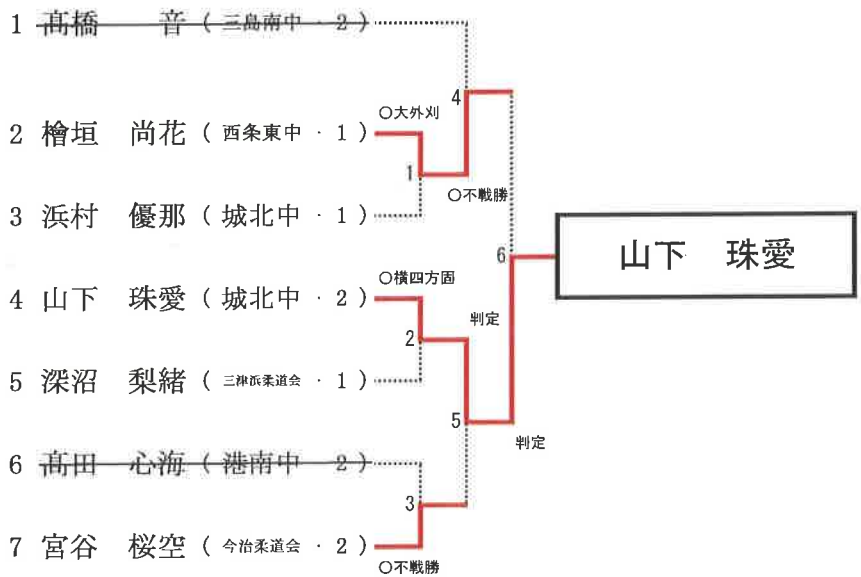 1 髙橋 音 (三島南中 · 2)
2 檜垣 尚花 (西条東中 · 1)
3 浜村 優那 (城北中 · 1)
4 山下 珠愛 (城北中 · 2)
5 深沼 梨緒 (三津浜柔道会 · 1)
6 髙田 心海 (港南中 2)
7 宮谷 桜空 (今治柔道会 · 2)
○大外刈
1
4
○不戦勝
○横四方固
2
判定
5
判定
3
○不戦勝
6
山下 珠愛